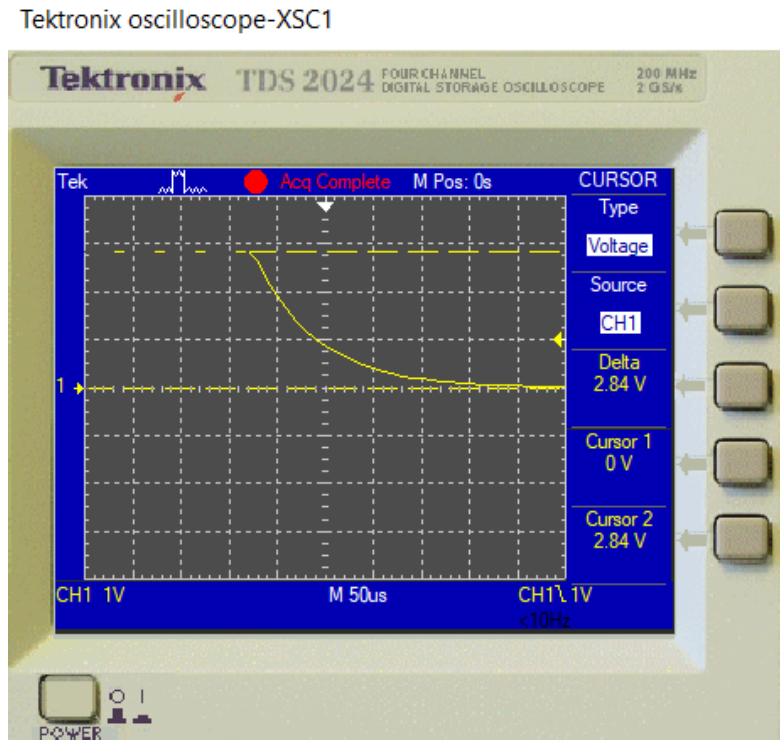 Tektronix oscilloscope-XSC1
Tektronix TDS 2024 FOUR CHANNEL DIGITAL STORAGE OSCILLOSCOPE 200 MHz 2 GS/s
Tek Acq Complete M Pos: 0s CURSOR
Type
Voltage
Source
CH1
Delta
2.84 V
1
Cursor 1
0 V
Cursor 2
2.84 V
CH1 1V M 50us CH1 1V
<10Hz
POWER